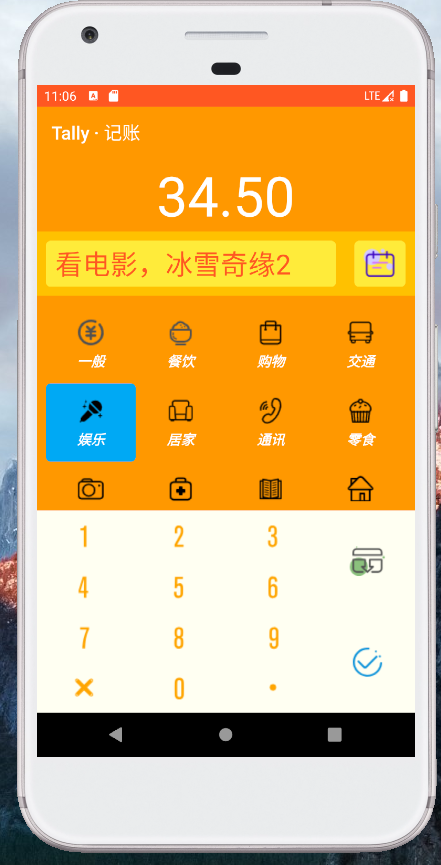 11:06 A LTE
Tally · 记账
34.50
看电影，冰雪奇缘2
一般 餐饮 购物 交通
娱乐 居家 通讯 零食
1 2 3
4 5 6
7 8 9
× 0 ·